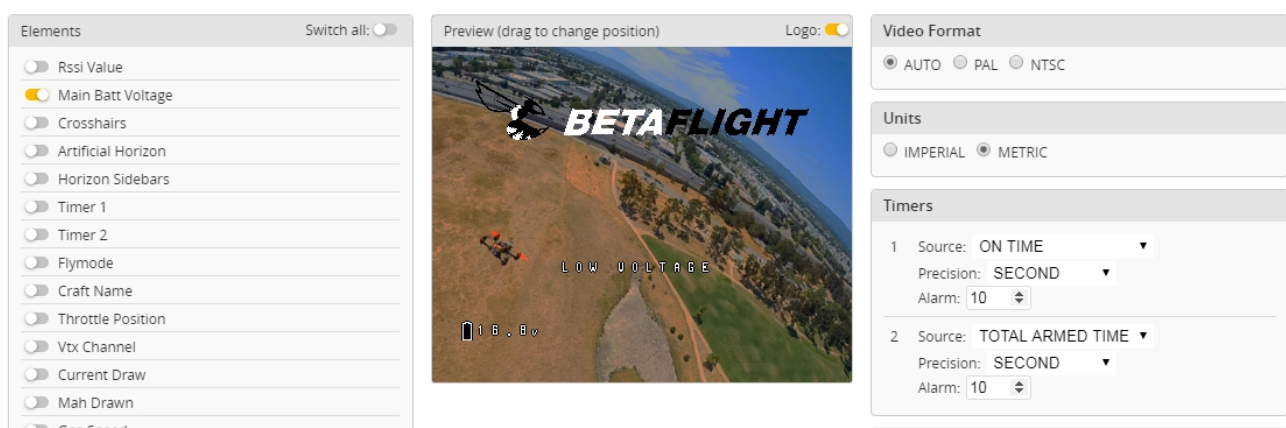 Elements
Switch all:
Rssi Value
Main Batt Voltage
Crosshairs
Artificial Horizon
Horizon Sidebars
Timer 1
Timer 2
Flymode
Craft Name
Throttle Position
Vtx Channel
Current Draw
Mah Drawn
Preview (drag to change position)
Logo:
BETAFLIGHT
LOW VOLTAGE
16.8v
Video Format
AUTO PAL NTSC
Units
IMPERIAL METRIC
Timers
1 Source: ON TIME
Precision: SECOND
Alarm: 10
2 Source: TOTAL ARMED TIME
Precision: SECOND
Alarm: 10